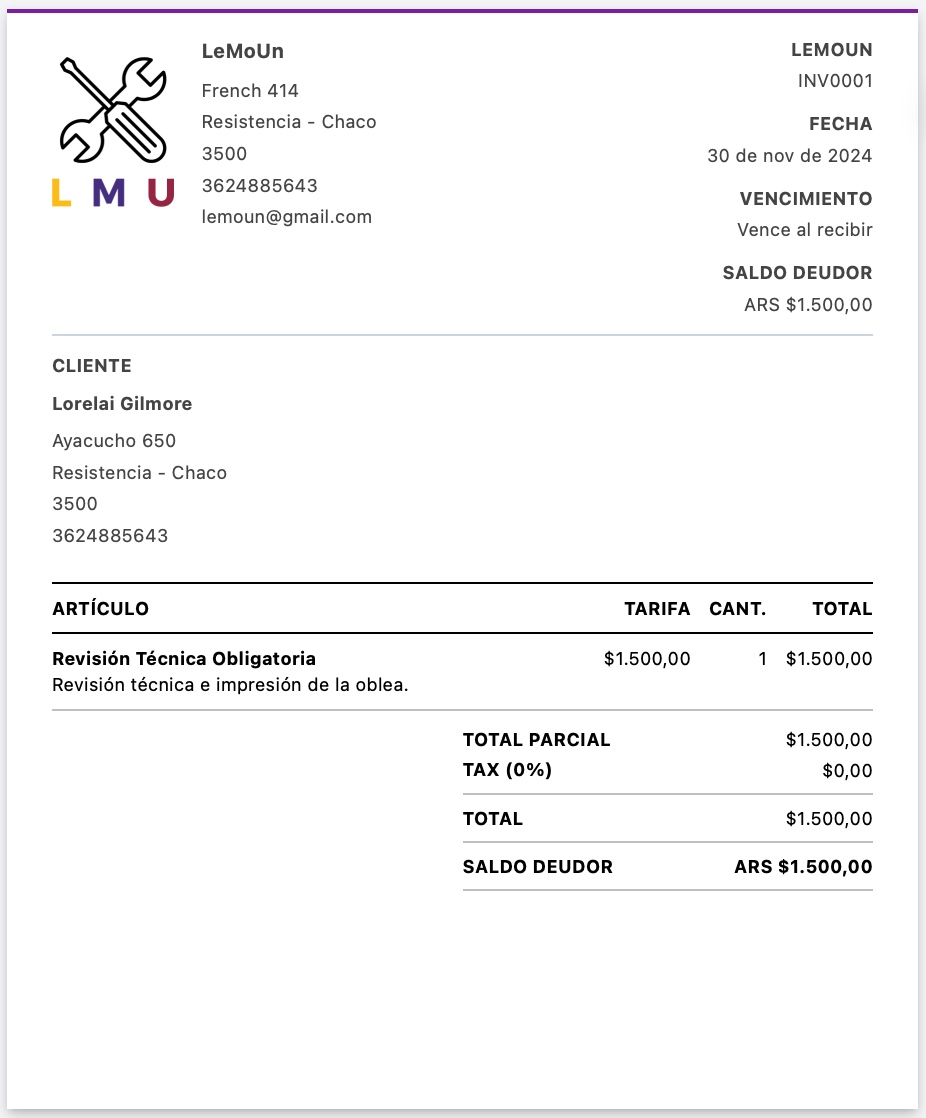 L M U
LeMoUn
French 414
Resistencia - Chaco
3500
3624885643
lemoun@gmail.com
LEMOUN
INV0001
FECHA
30 de nov de 2024
VENCIMIENTO
Vence al recibir
SALDO DEUDOR
ARS $1.500,00
CLIENTE
Lorelai Gilmore
Ayacucho 650
Resistencia - Chaco
3500
3624885643
ARTÍCULO TARIFA CANT. TOTAL
Revisión Técnica Obligatoria $1.500,00 1 $1.500,00
Revisión técnica e impresión de la oblea.
TOTAL PARCIAL $1.500,00
TAX (0%) $0,00
TOTAL $1.500,00
SALDO DEUDOR ARS $1.500,00